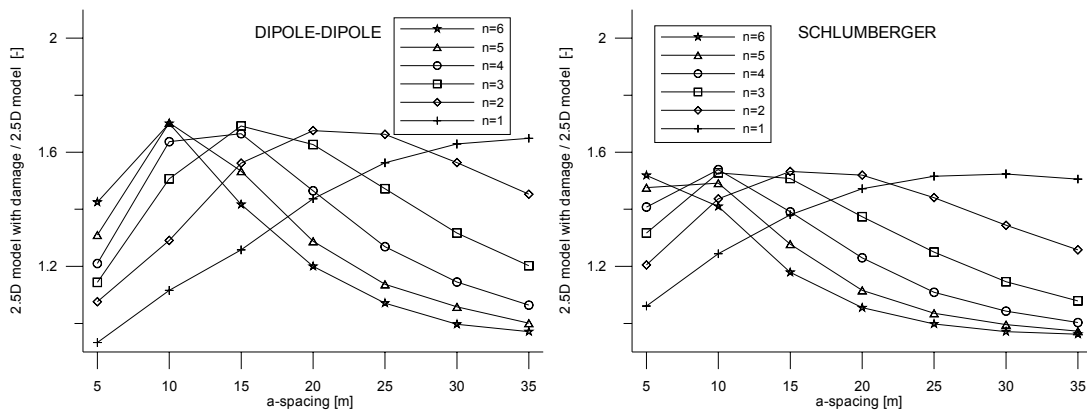 DIPOLE-DIPOLE
n=6
n=5
n=4
n=3
n=2
n=1
2
1.6
1.2
2.5D model with damage / 2.5D model [-]
5 10 15 20 25 30 35
a-spacing [m]
SCHLUMBERGER
n=6
n=5
n=4
n=3
n=2
n=1
2
1.6
1.2
2.5D model with damage / 2.5D model [-]
5 10 15 20 25 30 35
a-spacing [m]